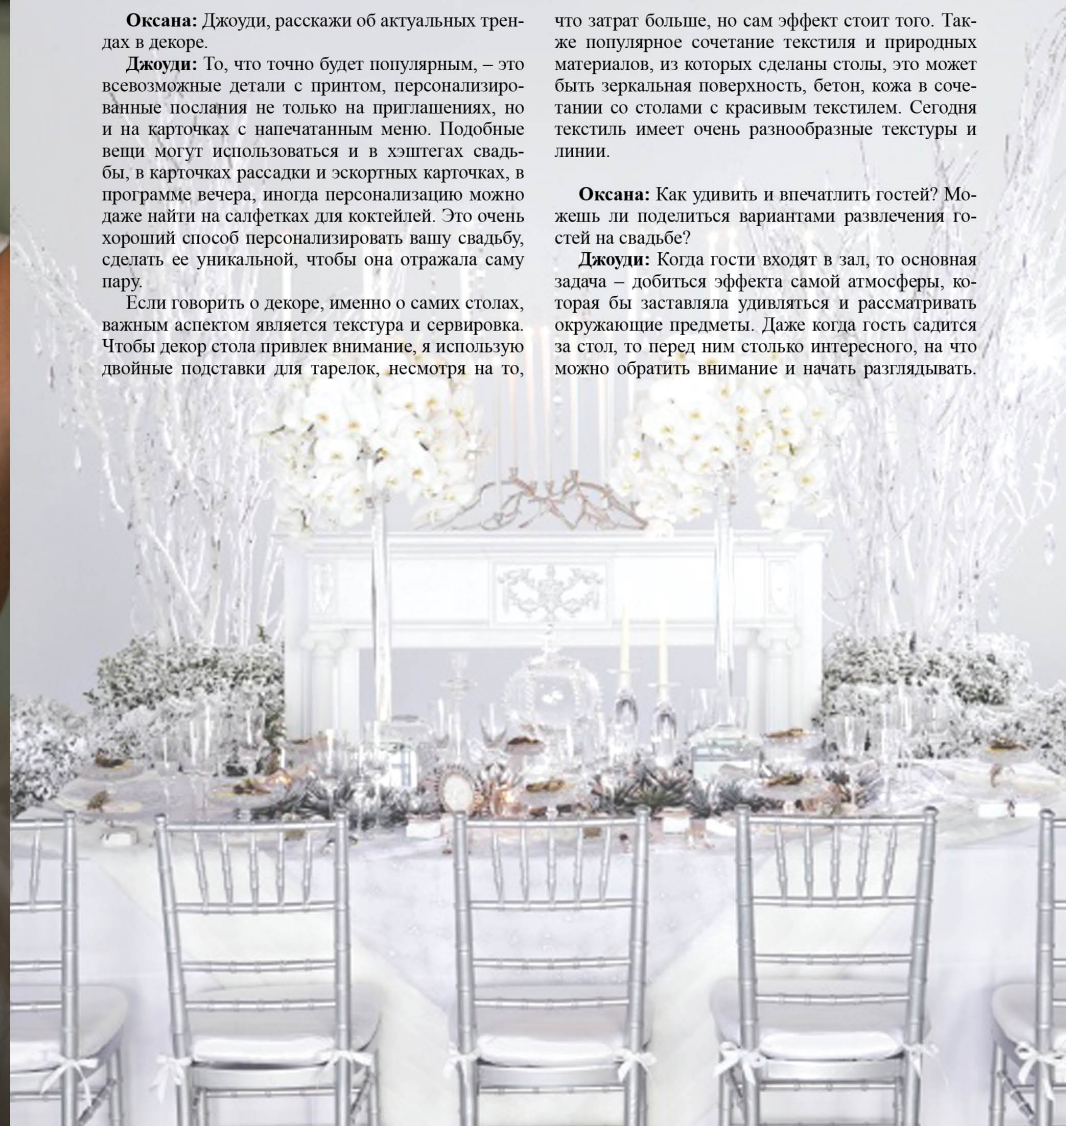 Оксана: Джоуди, расскажи об актуальных трен-
дах в декоре.
Джоуди: То, что точно будет популярным, – это
всевозможные детали с принтом, персонализиро-
ванные послания не только на приглашениях, но
и на карточках с напечатанным меню. Подобные
вещи могут использоваться и в хэштегах свадь-
бы, в карточках рассадки и эскортных карточках, в
программе вечера, иногда персонализацию можно
даже найти на салфетках для коктейлей. Это очень
хороший способ персонализировать вашу свадьбу,
сделать ее уникальной, чтобы она отражала саму
пару.
Если говорить о декоре, именно о самих столах,
важным аспектом является текстура и сервировка.
Чтобы декор стола привлек внимание, я использую
двойные подставки для тарелок, несмотря на то,
что затрат больше, но сам эффект стоит того. Так-
же популярное сочетание текстиля и природных
материалов, из которых сделаны столы, это может
быть зеркальная поверхность, бетон, кожа в соче-
тании со столами с красивым текстилем. Сегодня
текстиль имеет очень разнообразные текстуры и
линии.
Оксана: Как удивить и впечатлить гостей? Мо-
жешь ли поделиться вариантами развлечения го-
стей на свадьбе?
Джоуди: Когда гости входят в зал, то основная
задача – добиться эффекта самой атмосферы, ко-
торая бы заставляла удивляться и рассматривать
окружающие предметы. Даже когда гость садится
за стол, то перед ним столько интересного, на что
можно обратить внимание и начать разглядывать.